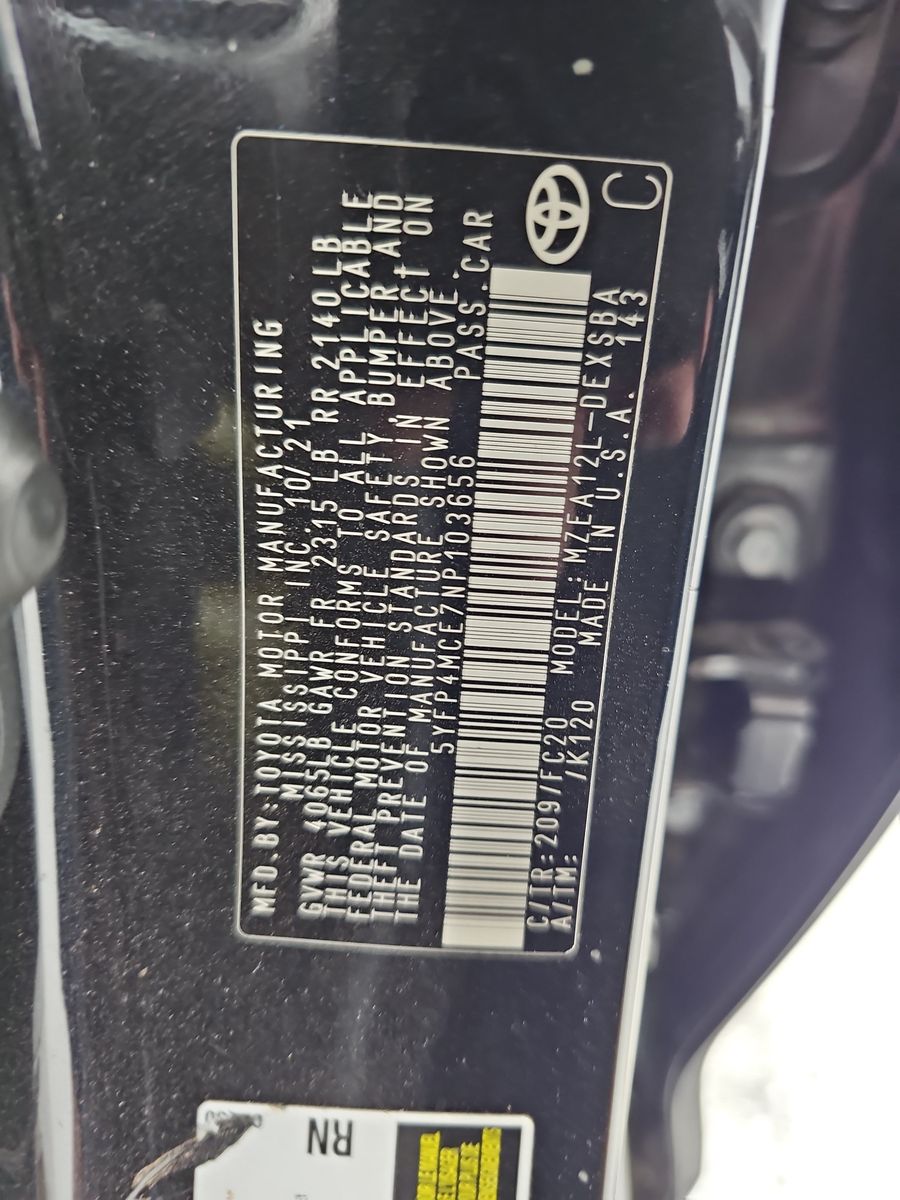 MFD.BY:TOYOTA MOTOR MANUFACTURING
MISSISSIPPI INC. 10/21
GVWR 4065LB GAWR FR 2315 LB RR 2140 LB
THIS VEHICLE CONFORMS TO ALL APPLICABLE
FEDERAL MOTOR VEHICLE SAFETY, BUMPER AND
THEFT PREVENTION STANDARDS IN EFFECT ON
THE DATE OF MANUFACTURE SHOWN ABOVE.
5YFP4MCE7NP103656 PASS. CAR
C/TR:209/FC20 MODEL:MZEA12L-DEXSBA
A/TM: /K120 MADE IN U.S.A. 143
C
RN